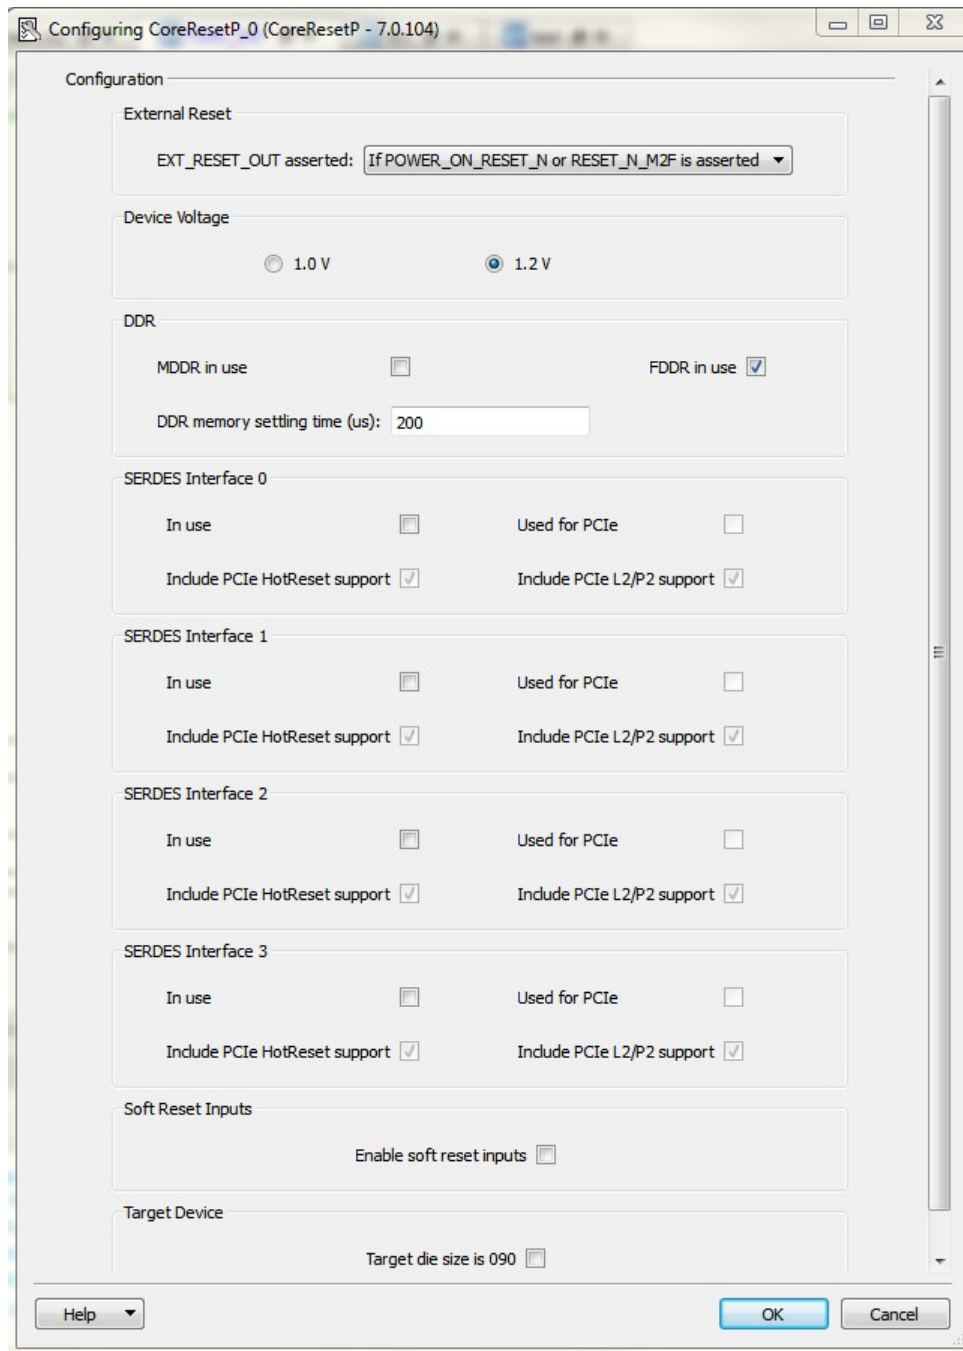 Configuring CoreResetP_0 (CoreResetP - 7.0.104)
Configuration
External Reset
EXT_RESET_OUT asserted: If POWER_ON_RESET_N or RESET_N_M2F is asserted
Device Voltage
1.0 V 1.2 V
DDR
MDDR in use FDDR in use
DDR memory settling time (us): 200
SERDES Interface 0
In use Used for PCIe
Include PCIe HotReset support Include PCIe L2/P2 support
SERDES Interface 1
In use Used for PCIe
Include PCIe HotReset support Include PCIe L2/P2 support
SERDES Interface 2
In use Used for PCIe
Include PCIe HotReset support Include PCIe L2/P2 support
SERDES Interface 3
In use Used for PCIe
Include PCIe HotReset support Include PCIe L2/P2 support
Soft Reset Inputs
Enable soft reset inputs
Target Device
Target die size is 090
Help OK Cancel